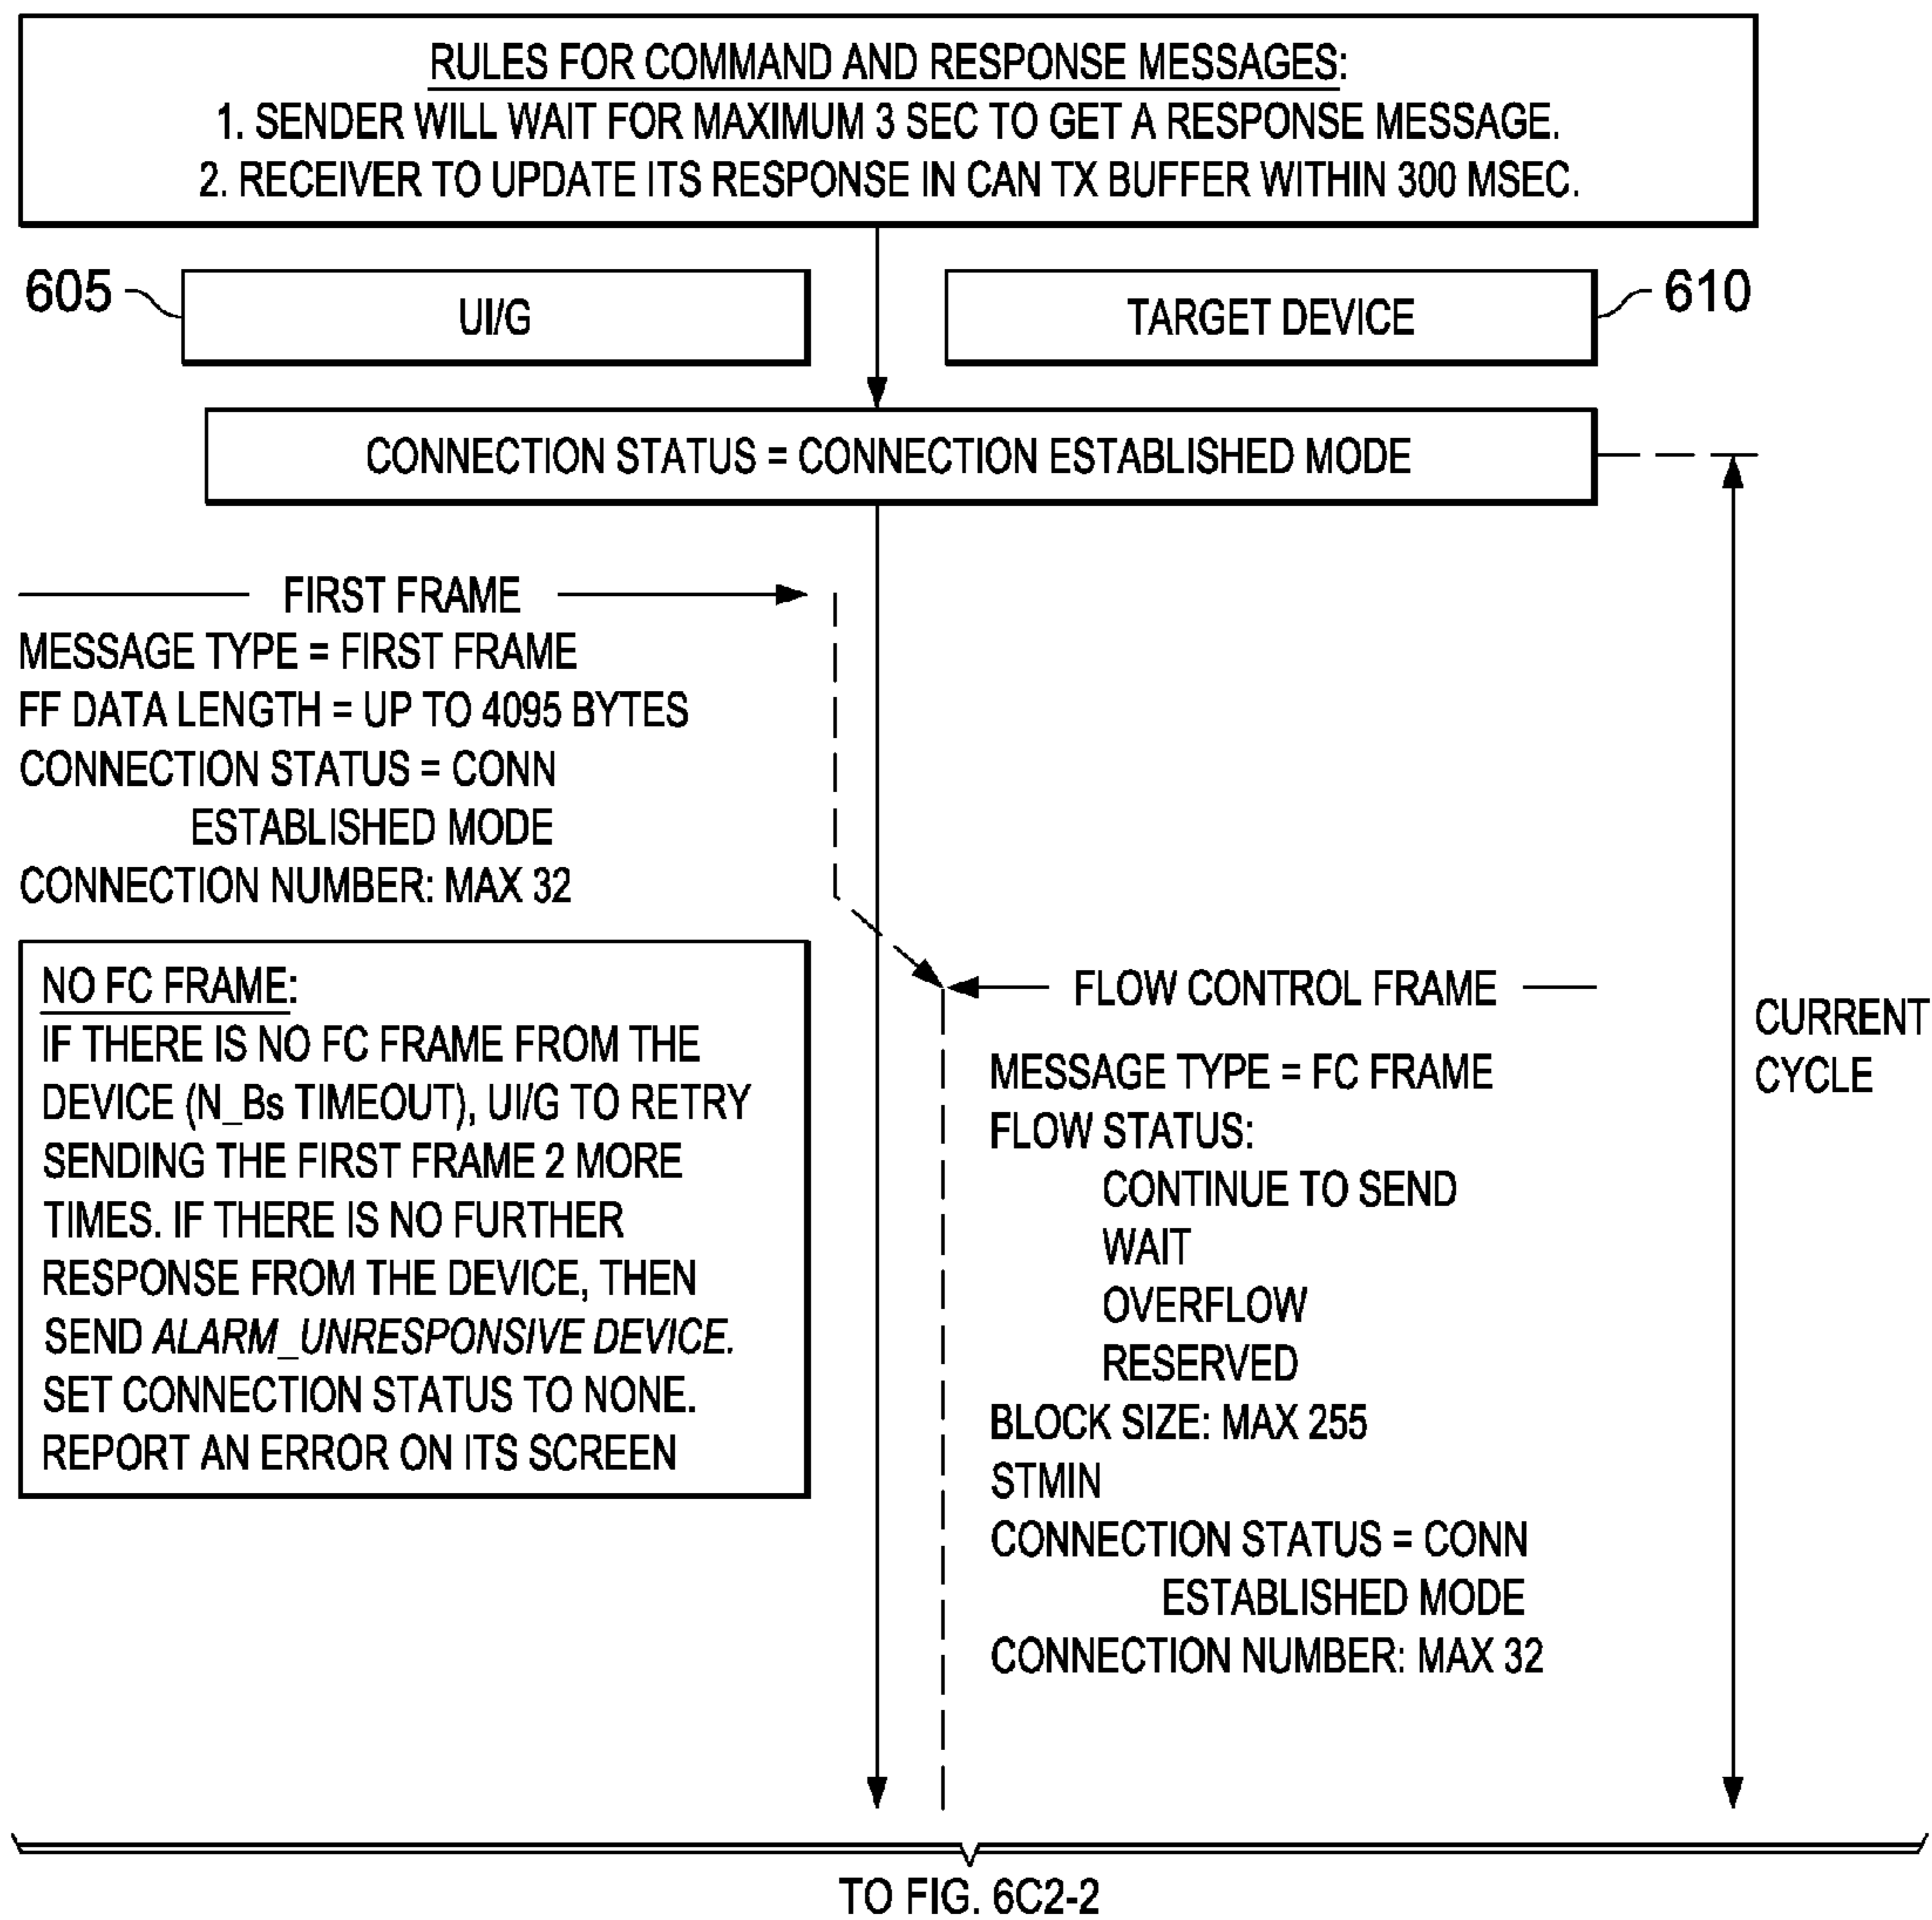 RULES FOR COMMAND AND RESPONSE MESSAGES:
1. SENDER WILL WAIT FOR MAXIMUM 3 SEC TO GET A RESPONSE MESSAGE.
2. RECEIVER TO UPDATE ITS RESPONSE IN CAN TX BUFFER WITHIN 300 MSEC.
605
UI/G
TARGET DEVICE
610
CONNECTION STATUS = CONNECTION ESTABLISHED MODE
FIRST FRAME
MESSAGE TYPE = FIRST FRAME
FF DATA LENGTH = UP TO 4095 BYTES
CONNECTION STATUS = CONN
ESTABLISHED MODE
CONNECTION NUMBER: MAX 32
NO FC FRAME:
IF THERE IS NO FC FRAME FROM THE
DEVICE (N_Bs TIMEOUT), UI/G TO RETRY
SENDING THE FIRST FRAME 2 MORE
TIMES. IF THERE IS NO FURTHER
RESPONSE FROM THE DEVICE, THEN
SEND ALARM_UNRESPONSIVE DEVICE.
SET CONNECTION STATUS TO NONE.
REPORT AN ERROR ON ITS SCREEN
FLOW CONTROL FRAME
MESSAGE TYPE = FC FRAME
FLOW STATUS:
CONTINUE TO SEND
WAIT
OVERFLOW
RESERVED
BLOCK SIZE: MAX 255
STMIN
CONNECTION STATUS = CONN
ESTABLISHED MODE
CONNECTION NUMBER: MAX 32
CURRENT
CYCLE
TO FIG. 6C2-2